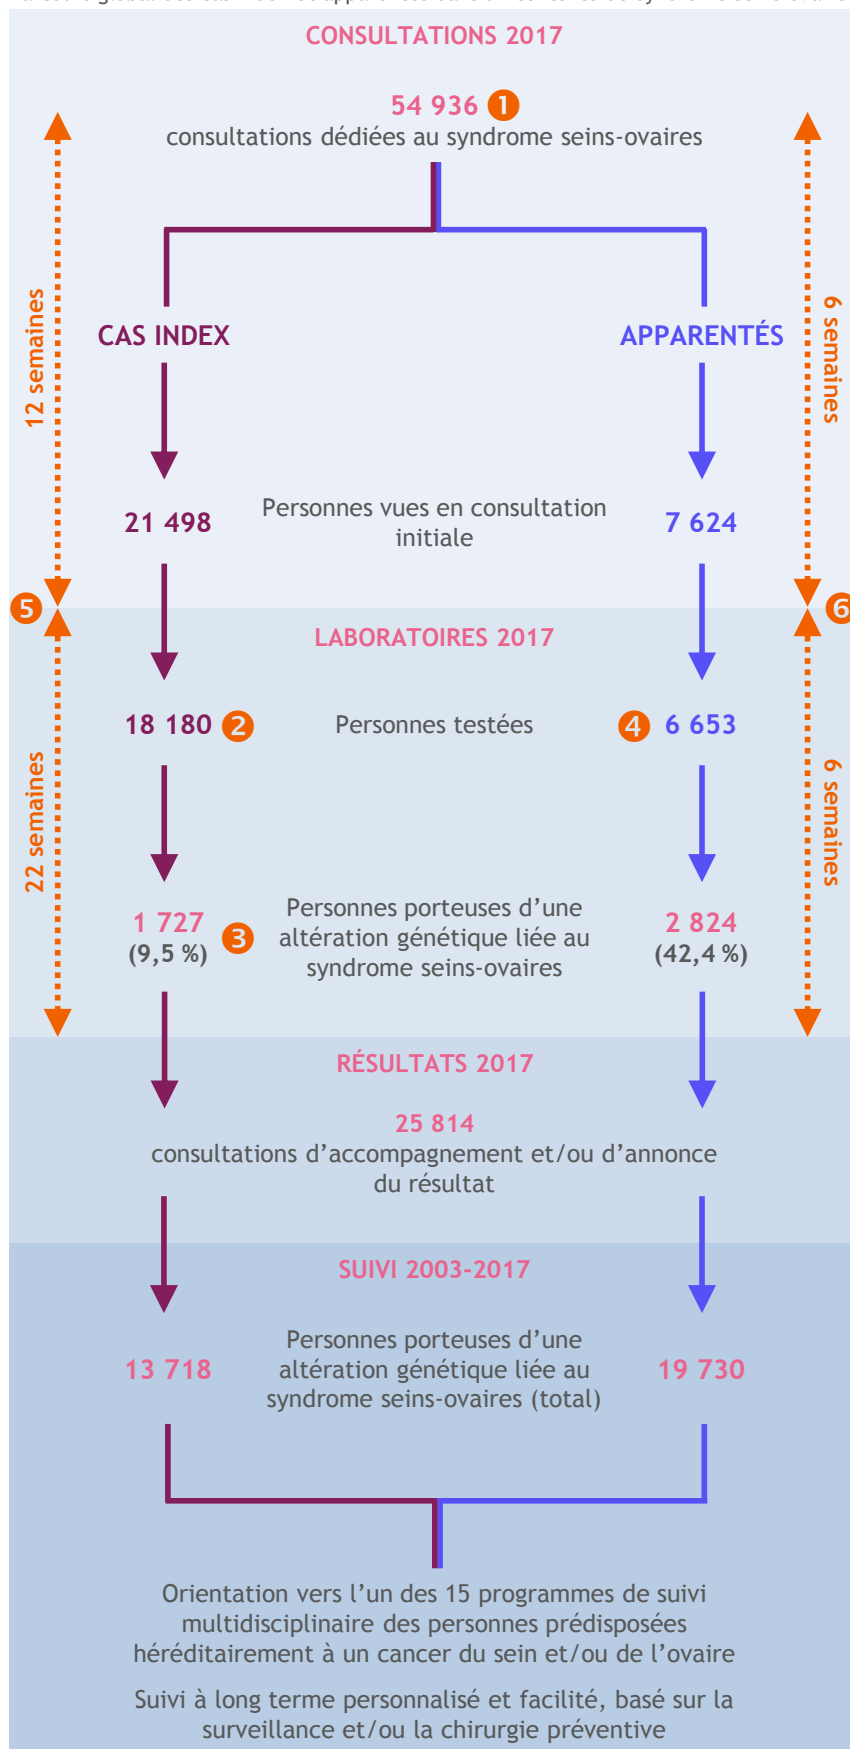 CONSULTATIONS 2017
54 936 1
consultations dédiées au syndrome seins-ovaires
12 semaines
6 semaines
CAS INDEX
APPARENTÉS
21 498
Personnes vues en consultation
initiale
7 624
5
6
LABORATOIRES 2017
18 180 2
Personnes testées
4 6 653
22 semaines
6 semaines
1 727
(9,5 %)
3
Personnes porteuses d’une
altération génétique liée au
syndrome seins-ovaires
2 824
(42,4 %)
RÉSULTATS 2017
25 814
consultations d’accompagnement et/ou d’annonce
du résultat
SUIVI 2003-2017
13 718
Personnes porteuses d’une
altération génétique liée au
syndrome seins-ovaires (total)
19 730
Orientation vers l’un des 15 programmes de suivi
multidisciplinaire des personnes prédisposées
héréditairement à un cancer du sein et/ou de l’ovaire
Suivi à long terme personnalisé et facilité, basé sur la
surveillance et/ou la chirurgie préventive